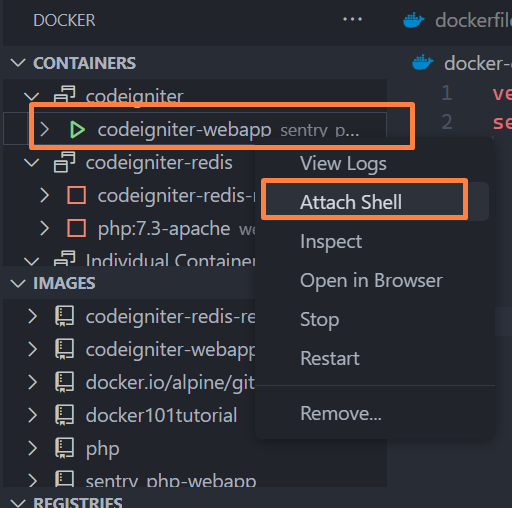 DOCKER
...
dockerfil
CONTAINERS
docker-
codeigniter
1
ve
codeigniter-webapp sentry_p...
2
se
codeigniter-redis
View Logs
codeigniter-redis-
Attach Shell
php:7.3-apache we
Inspect
Individual Container
IMAGES
Open in Browser
codeigniter-redis-re
Stop
codeigniter-webapp
Restart
docker.io/alpine/git
docker101tutorial
Remove...
php
sentry_php-webapp
REGISTRIES